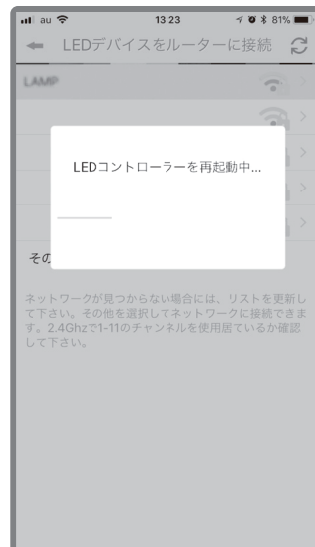 au 13:23 81%
LEDデバイスをルーターに接続
LAMP
LEDコントローラーを再起動中...
その
ネットワークが見つからない場合には、リストを更新し
て下さい。その他を選択してネットワークに接続できま
す。2.4Ghzで1-11のチャンネルを使用居ているか確認
して下さい。